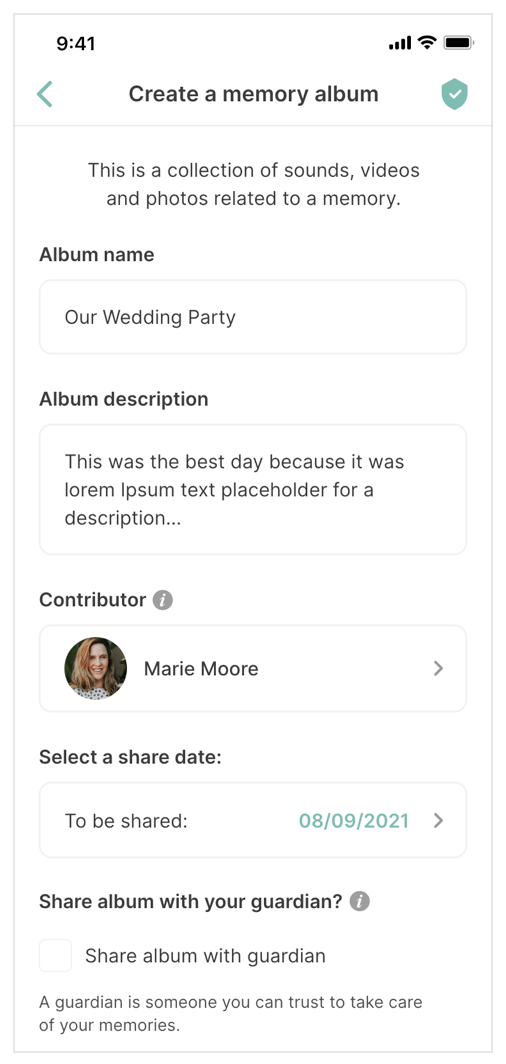 9:41
Create a memory album
This is a collection of sounds, videos
and photos related to a memory.
Album name
Our Wedding Party
Album description
This was the best day because it was
lorem Ipsum text placeholder for a
description...
Contributor i
Marie Moore
Select a share date:
To be shared: 08/09/2021
Share album with your guardian? i
Share album with guardian
A guardian is someone you can trust to take care
of your memories.